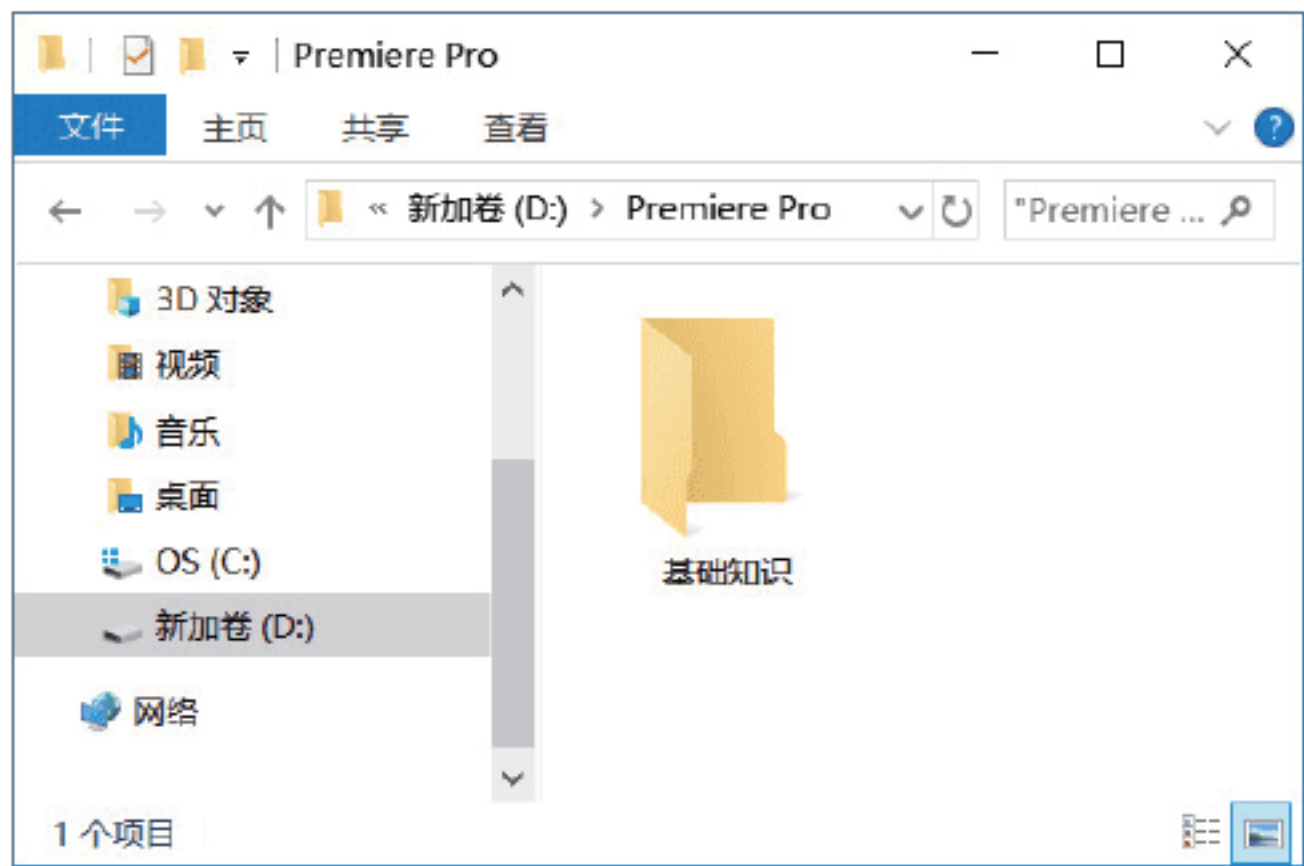 Premiere Pro
文件 主页 共享 查看
« 新加卷 (D:) > Premiere Pro "Premiere ...
3D 对象
视频
音乐
桌面
OS (C:)
新加卷 (D:)
网络
基础知识
1 个项目